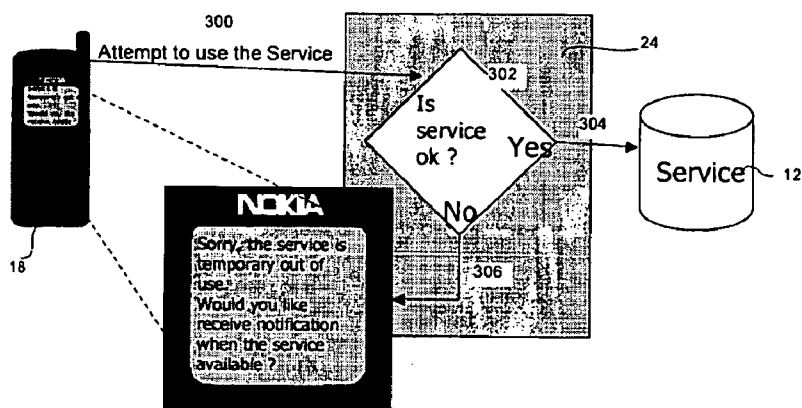 300
Attempt to use the Service
24
302
Is
service
ok ?
Yes
304
Service
12
No
306
18
NOKIA
Sorry, the service is
temporary out of
use.
Would you like
receive notification
when the service
available ?